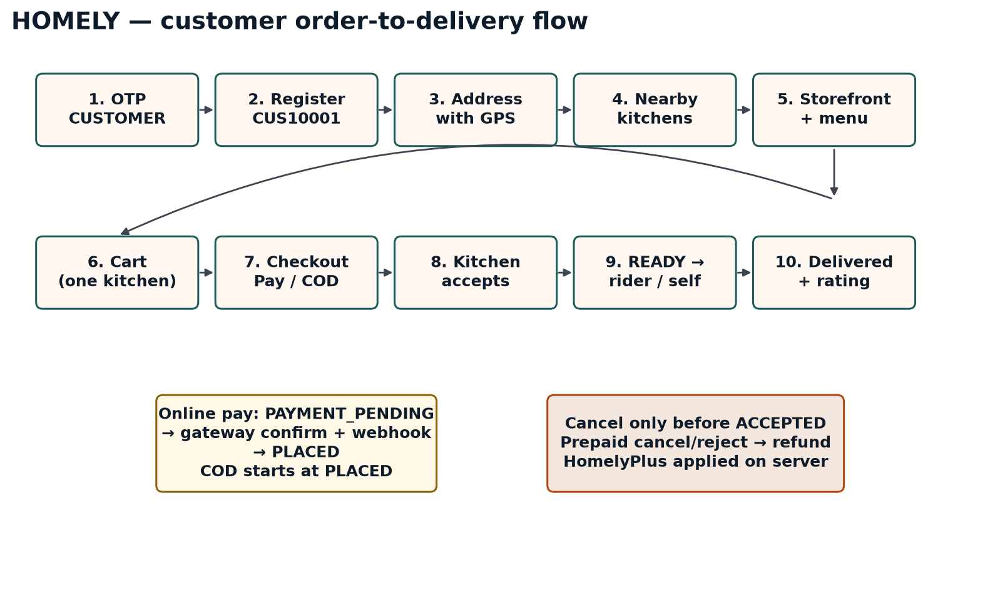 HOMELY — customer order-to-delivery flow
1. OTP
CUSTOMER
2. Register
CUS10001
3. Address
with GPS
4. Nearby
kitchens
5. Storefront
+ menu
6. Cart
(one kitchen)
7. Checkout
Pay / COD
8. Kitchen
accepts
9. READY →
rider / self
10. Delivered
+ rating
Online pay: PAYMENT_PENDING
→ gateway confirm + webhook
→ PLACED
COD starts at PLACED
Cancel only before ACCEPTED
Prepaid cancel/reject → refund
HomelyPlus applied on server